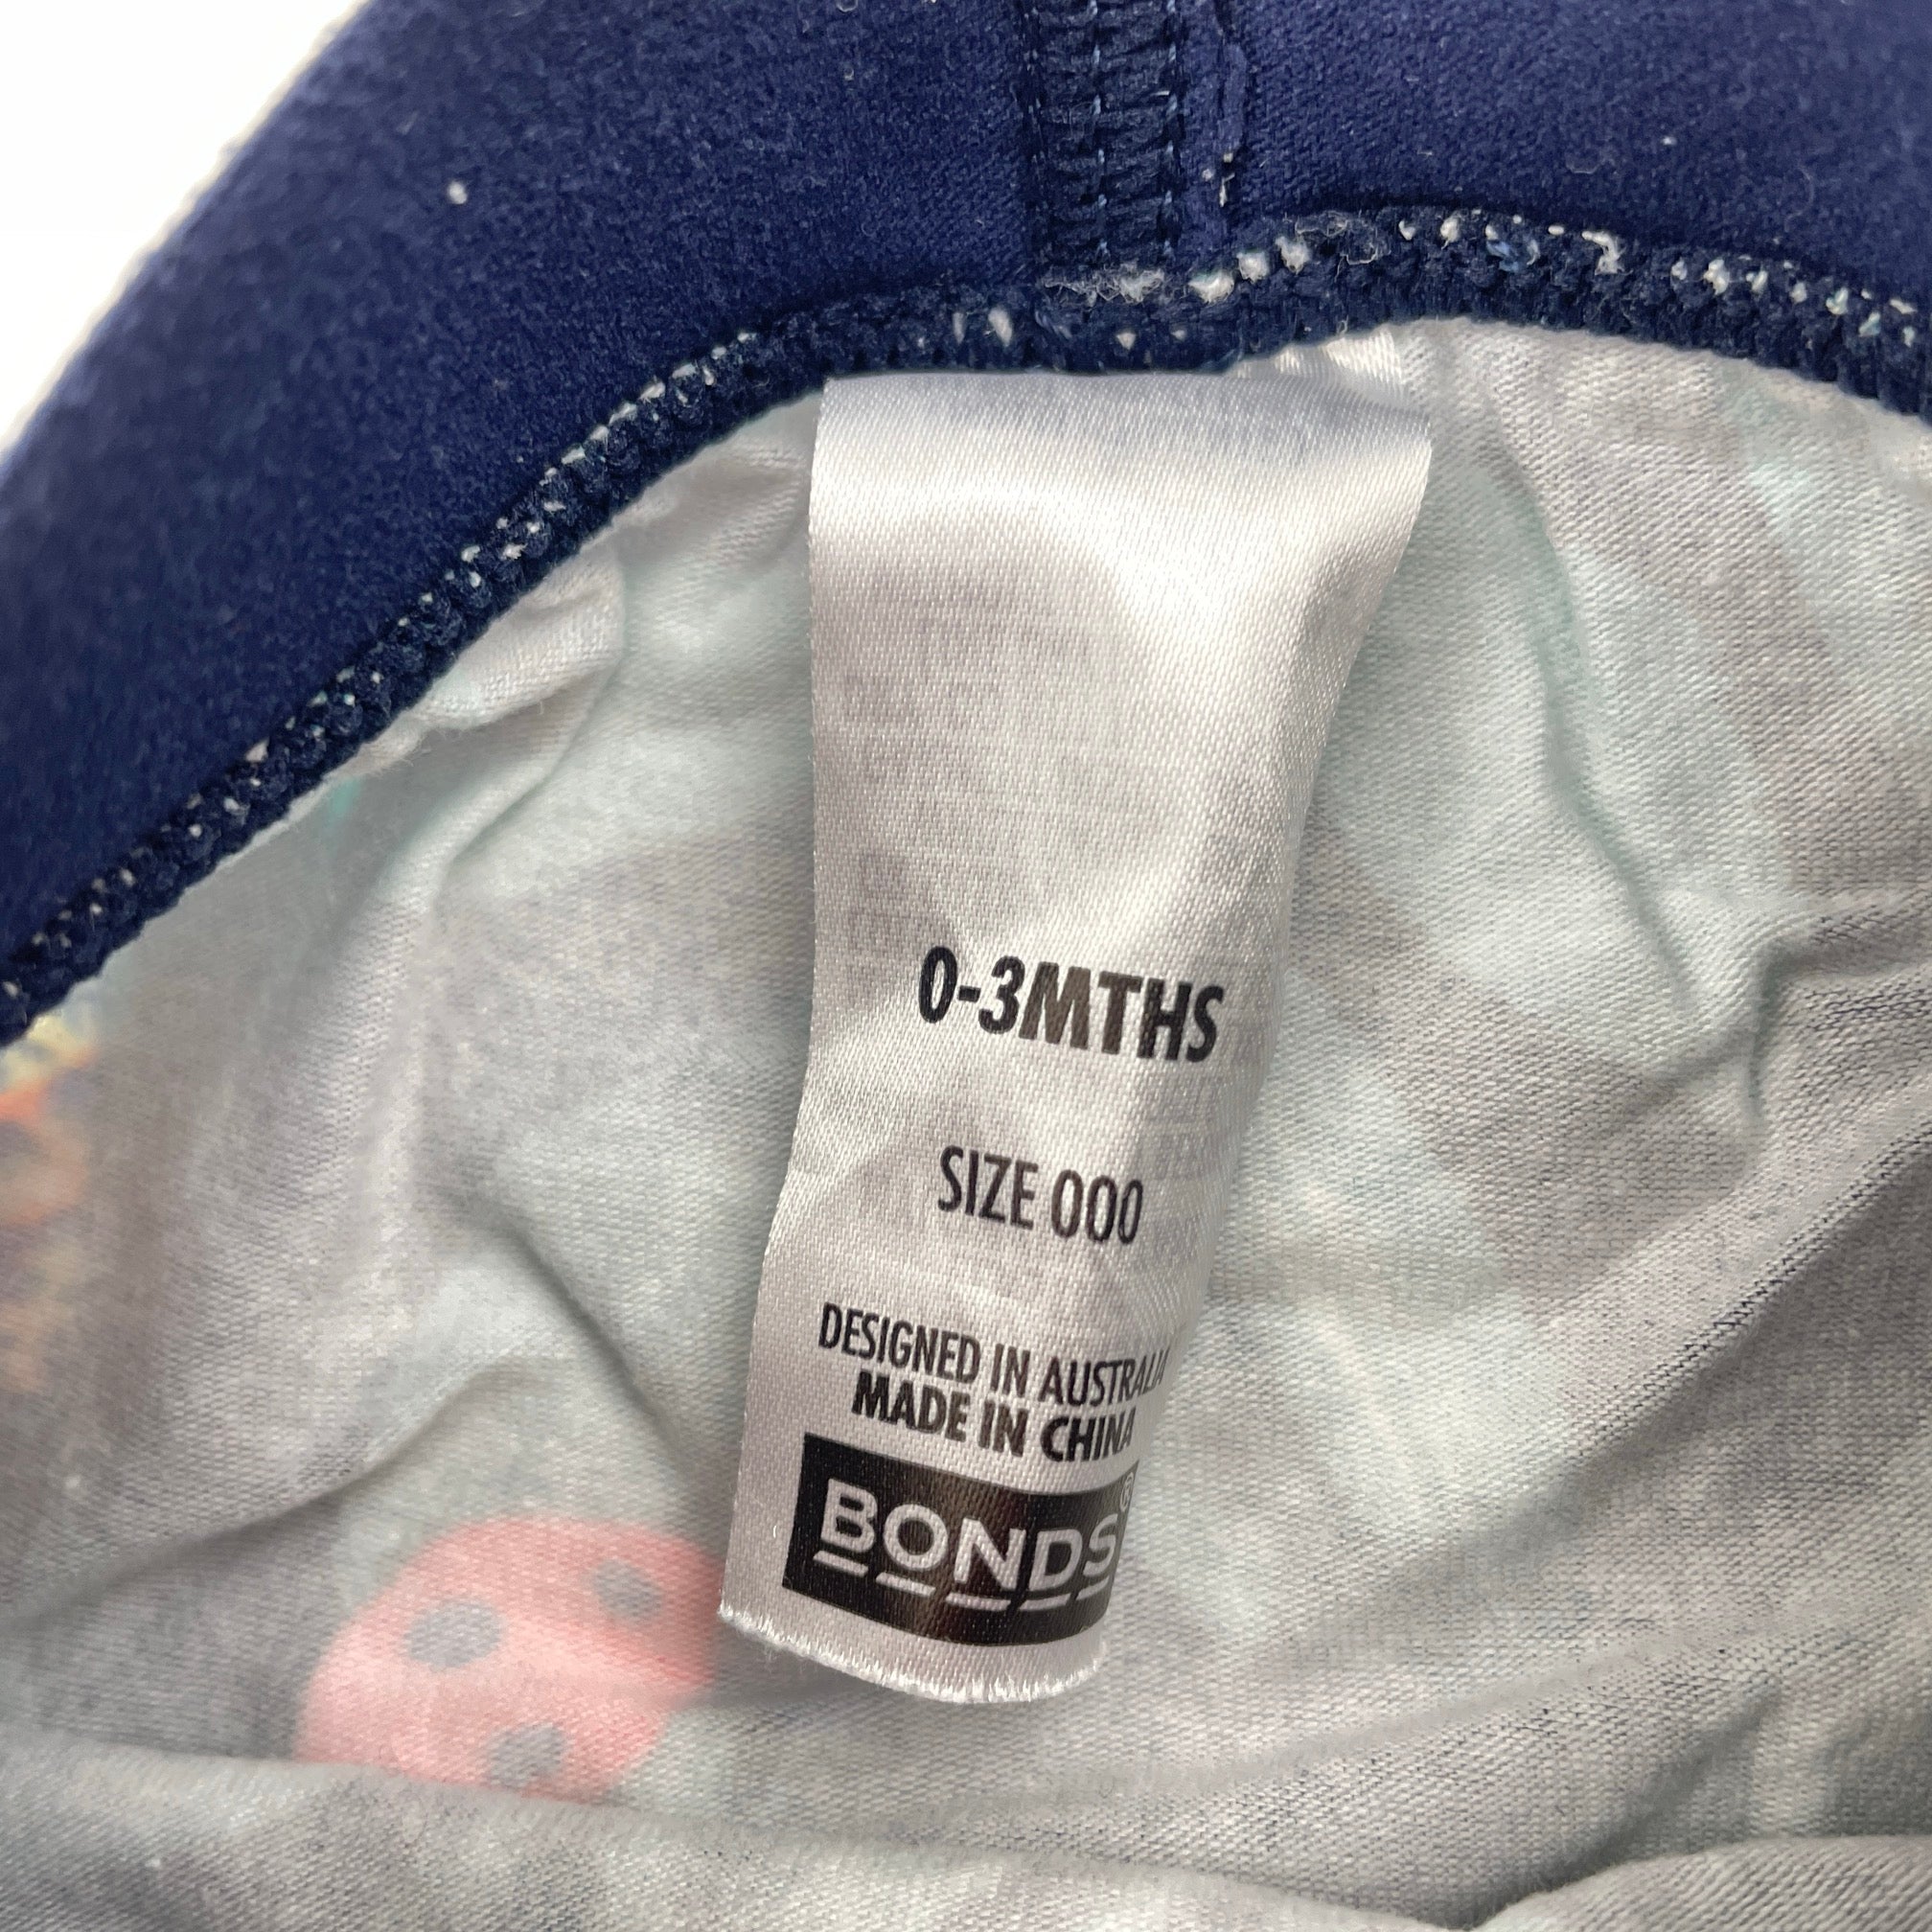 0-3MTHS
SIZE 000
DESIGNED IN AUSTRALIA
MADE IN CHINA
BONDS®